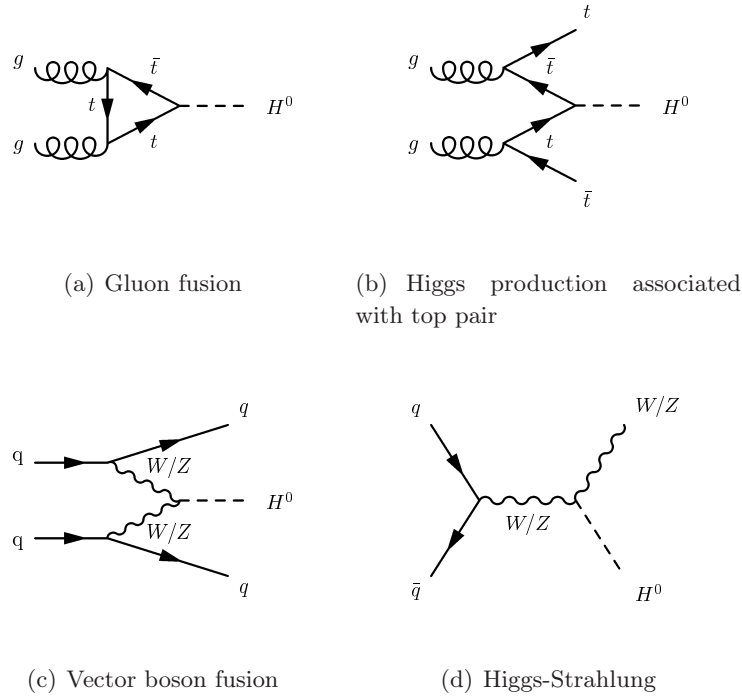 t
g
t̄
g
t̄
t
H⁰
H⁰
g
t
g
t
t̄
(a) Gluon fusion
(b) Higgs production associated
with top pair
q
q
W/Z
q
W/Z
H⁰
W/Z
q
W/Z
q
q̄
H⁰
q
(c) Vector boson fusion
(d) Higgs-Strahlung